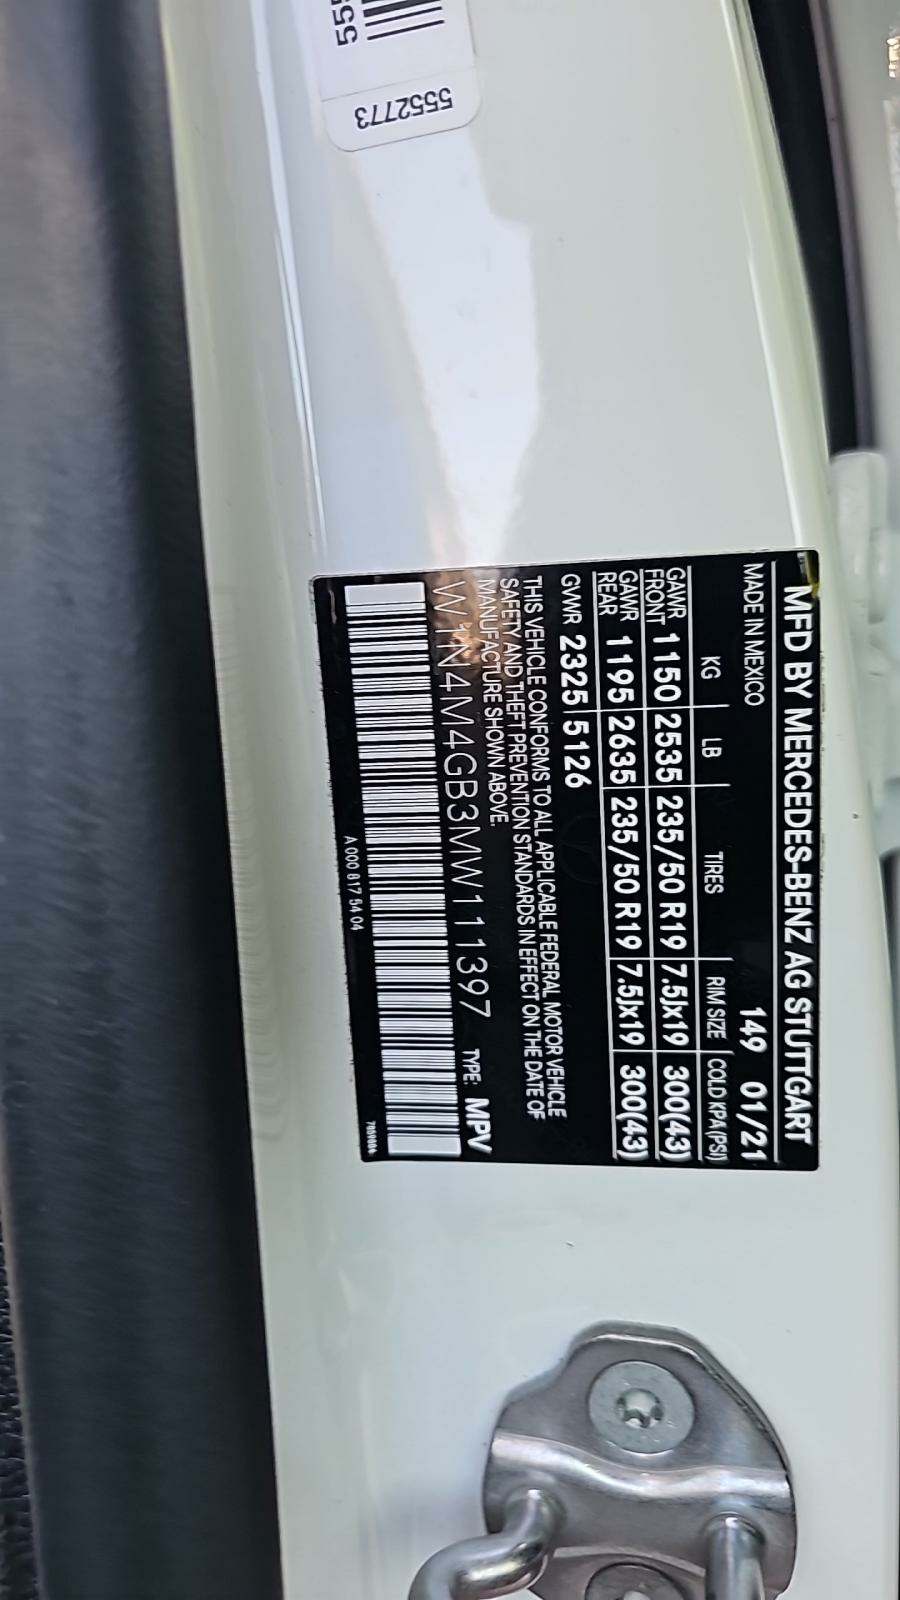 5552773
MFD BY MERCEDES-BENZ AG STUTTGART
MADE IN MEXICO 149 01/21
KG LB TIRES RIM SIZE COLD KPA(PSI)
GAWR FRONT 1150 2535 235/50 R19 7.5Jx19 300(43)
GAWR REAR 1195 2635 235/50 R19 7.5Jx19 300(43)
GVWR 2325 5126
THIS VEHICLE CONFORMS TO ALL APPLICABLE FEDERAL MOTOR VEHICLE
SAFETY AND THEFT PREVENTION STANDARDS IN EFFECT ON THE DATE OF
MANUFACTURE SHOWN ABOVE.
W1N4M4GB3MW111397 TYPE: MPV
A 000 817 54 04